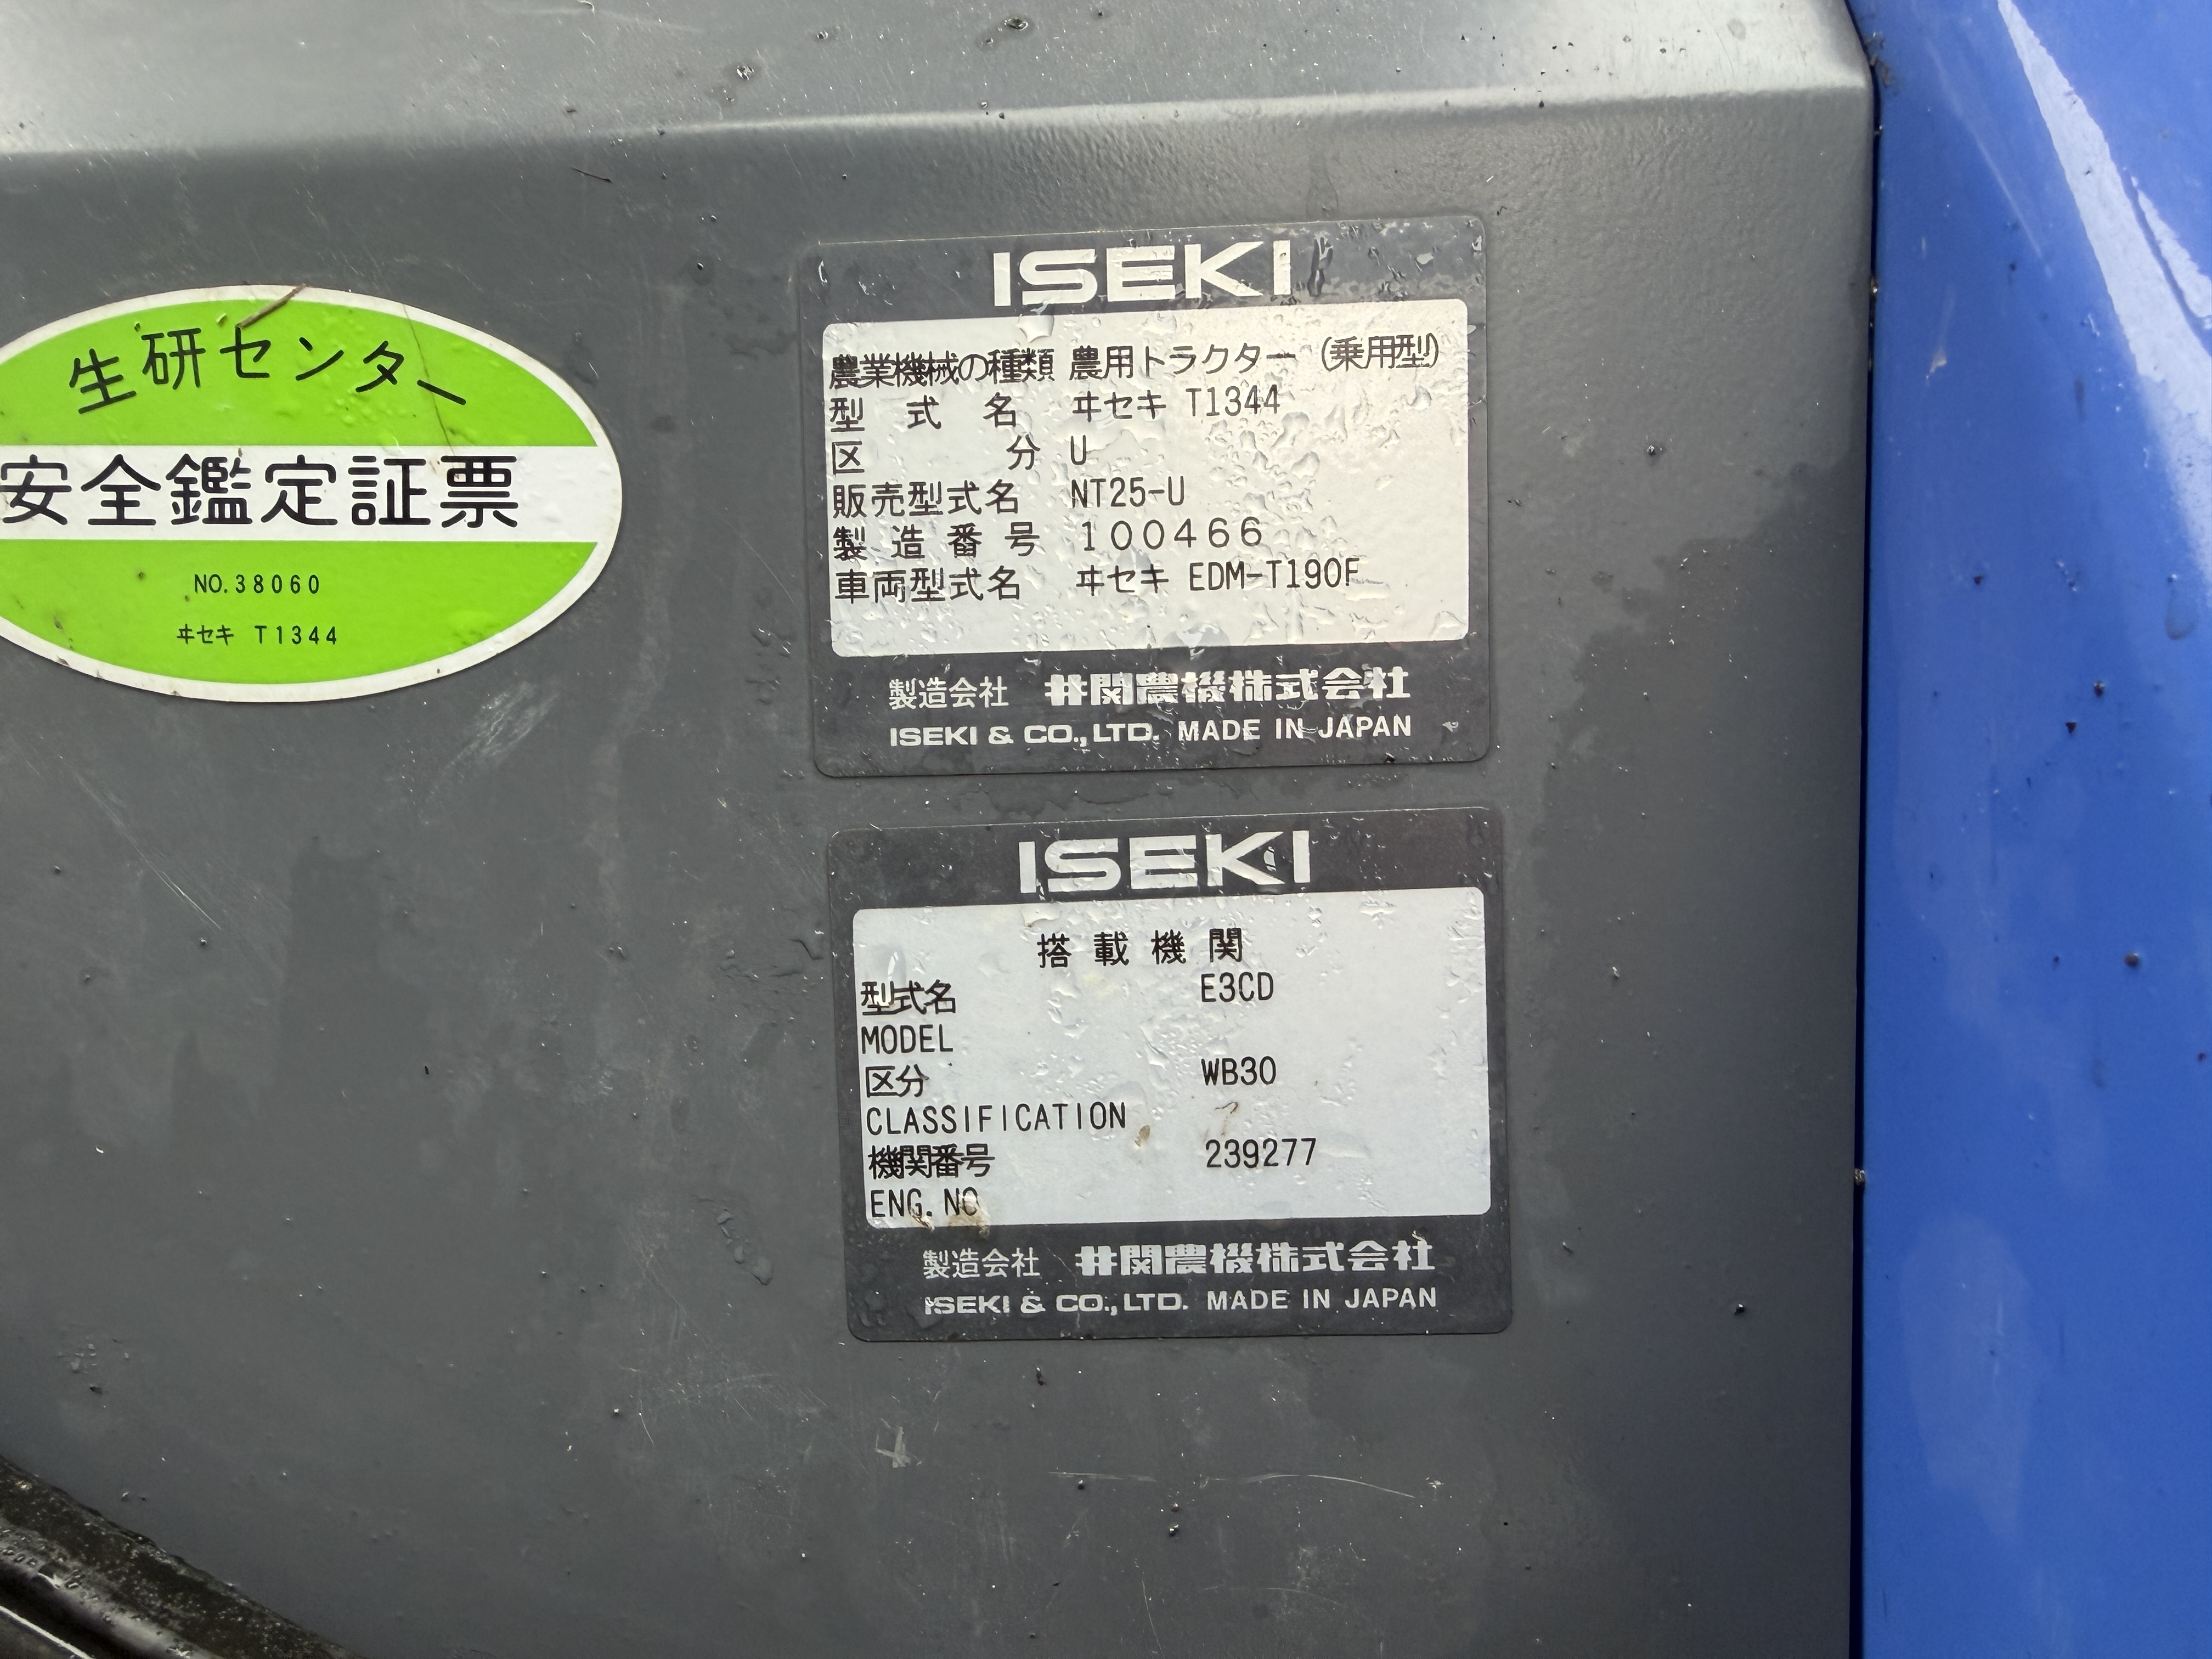 生研センター
安全鑑定証票
NO.38060
ヰセキ T1344
ISEKI
農業機械の種類 農用トラクター (乗用型)
型式名 ヰセキ T1344
区分 U
販売型式名 NT25-U
製造番号 100466
車両型式名 ヰセキ EDM-T190F
製造会社 井関農機株式会社
ISEKI & CO., LTD. MADE IN JAPAN
ISEKI
搭載機関
型式名 E3CD
MODEL
区分 WB30
CLASSIFICATION
機関番号 239277
ENG. NO
製造会社 井関農機株式会社
ISEKI & CO., LTD. MADE IN JAPAN